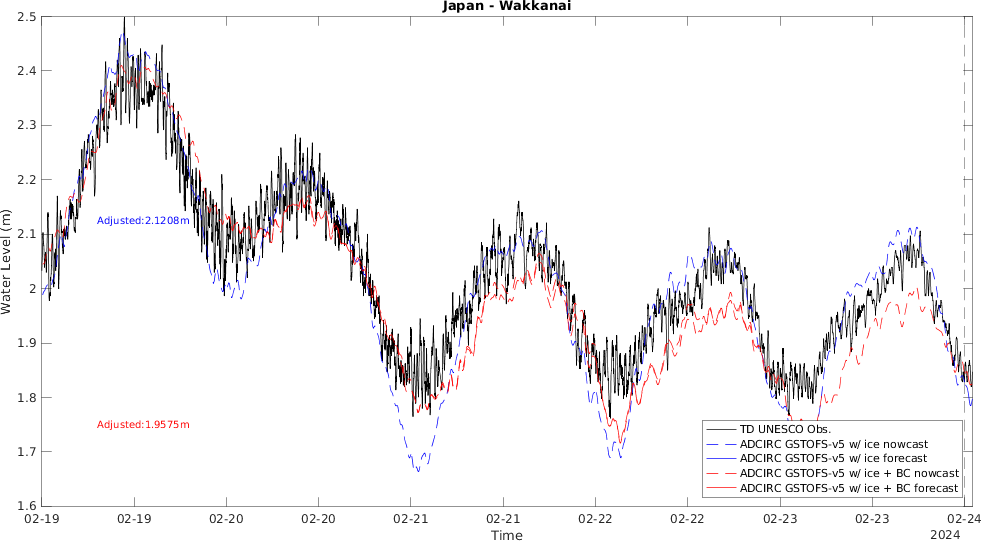 Japan - Wakkanai
2.5
2.4
2.3
2.2
2.1
2
1.9
1.8
1.7
1.6
Water Level (m)
Adjusted:2.1208m
Adjusted:1.9575m
TD UNESCO Obs.
ADCIRC GSTOFS-v5 w/ ice nowcast
ADCIRC GSTOFS-v5 w/ ice forecast
ADCIRC GSTOFS-v5 w/ ice + BC nowcast
ADCIRC GSTOFS-v5 w/ ice + BC forecast
02-19 02-19 02-20 02-20 02-21 02-21 02-22 02-22 02-23 02-23 02-24
2024
Time